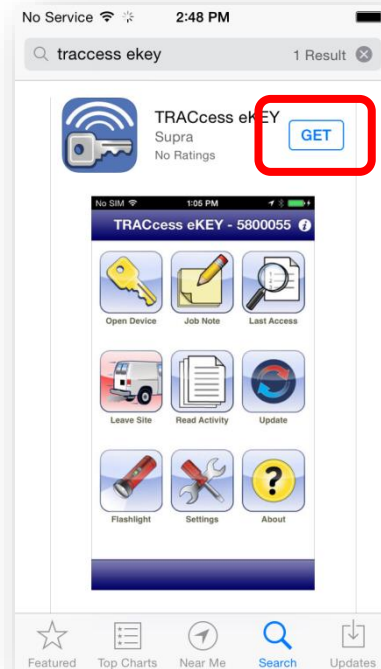 No Service 2:48 PM
traccess ekey 1 Result
TRACcess eKEY
Supra
No Ratings
GET
No SIM 1:05 PM
TRACcess eKEY - 5800055
Open Device Job Note Last Access
Leave Site Read Activity Update
Flashlight Settings About
Featured Top Charts Near Me Search Updates